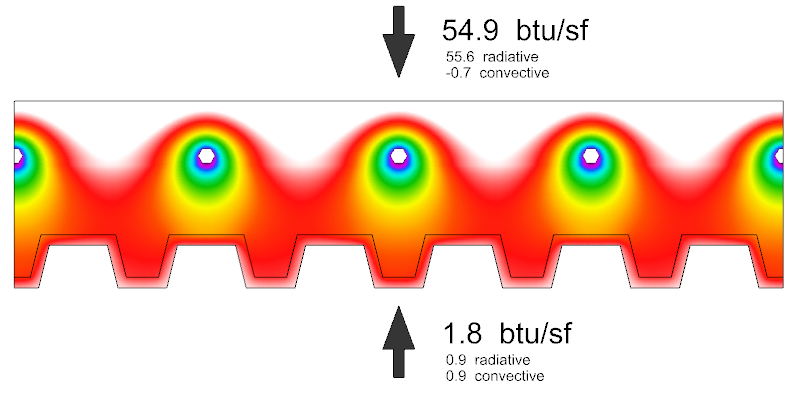 54.9 btu/sf
55.6 radiative
-0.7 convective
1.8 btu/sf
0.9 radiative
0.9 convective